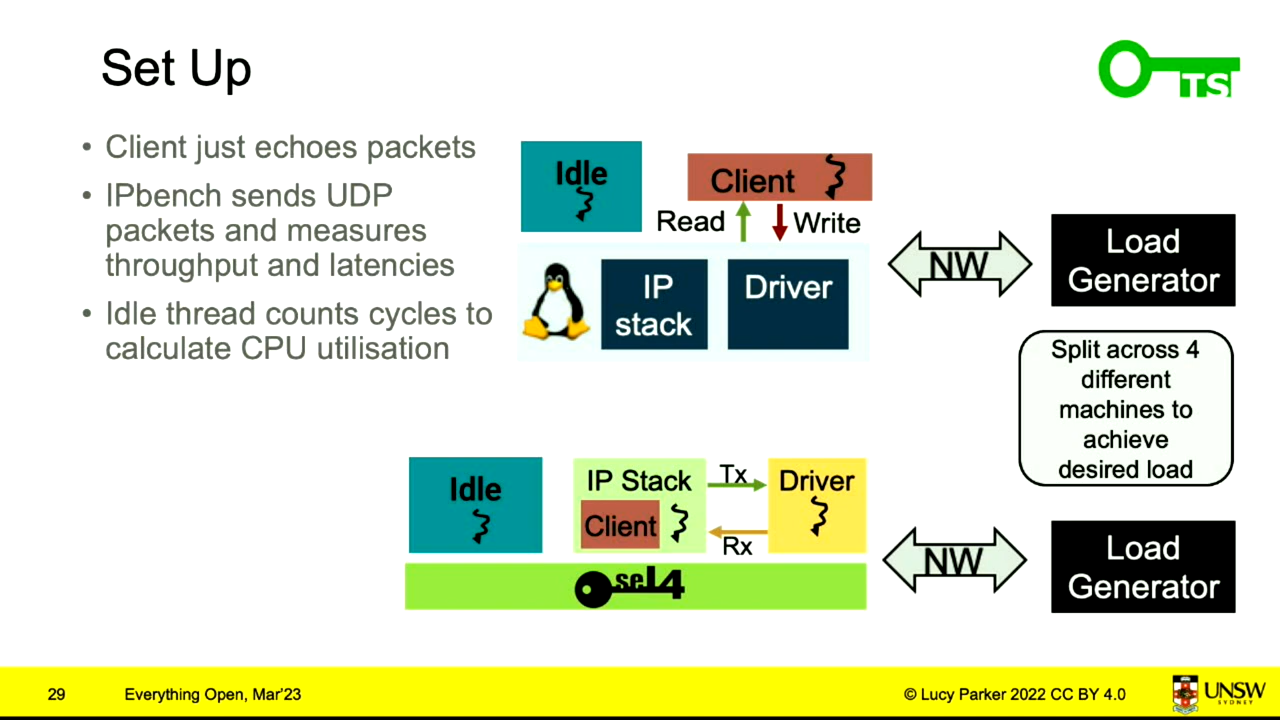 Set Up
TS
• Client just echoes packets
• IPbench sends UDP
packets and measures
throughput and latencies
• Idle thread counts cycles to
calculate CPU utilisation
Idle
Client
Read
Write
IP
stack
Driver
NW
Load
Generator
Split across 4
different
machines to
achieve
desired load
Idle
IP Stack
Client
Tx
Rx
Driver
seL4
NW
Load
Generator
29
Everything Open, Mar'23
© Lucy Parker 2022 CC BY 4.0
UNSW
SYDNEY